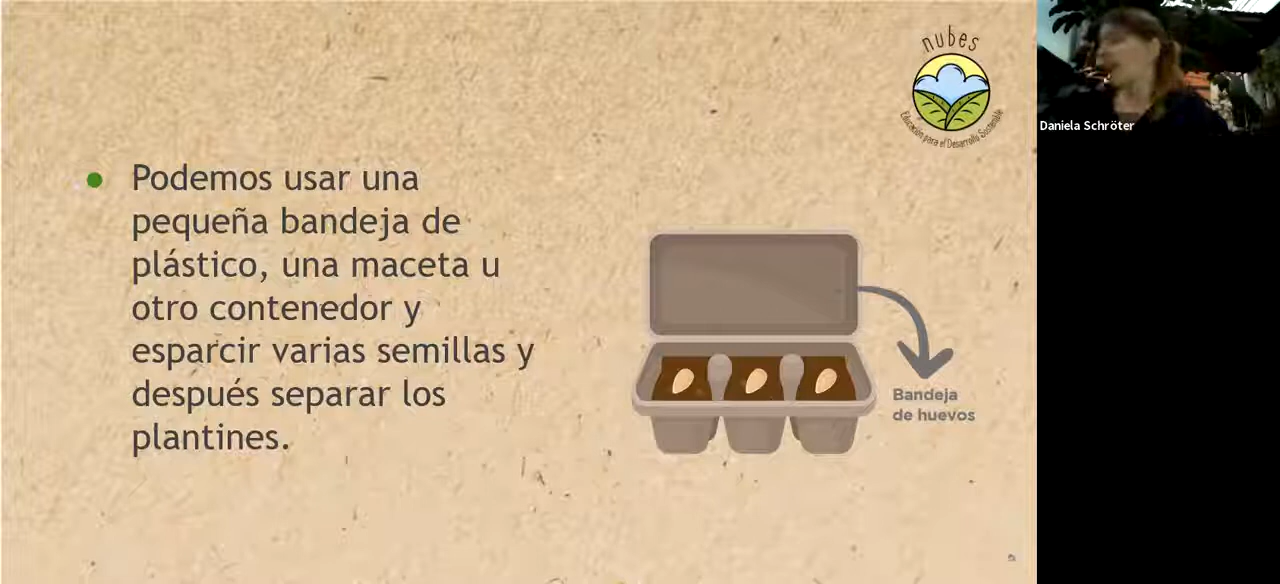 nubes
Educación para el Desarrollo Sostenible
Daniela Schröter
Podemos usar una
pequeña bandeja de
plástico, una maceta u
otro contenedor y
esparcir varias semillas y
después separar los
plantines.
Bandeja
de huevos